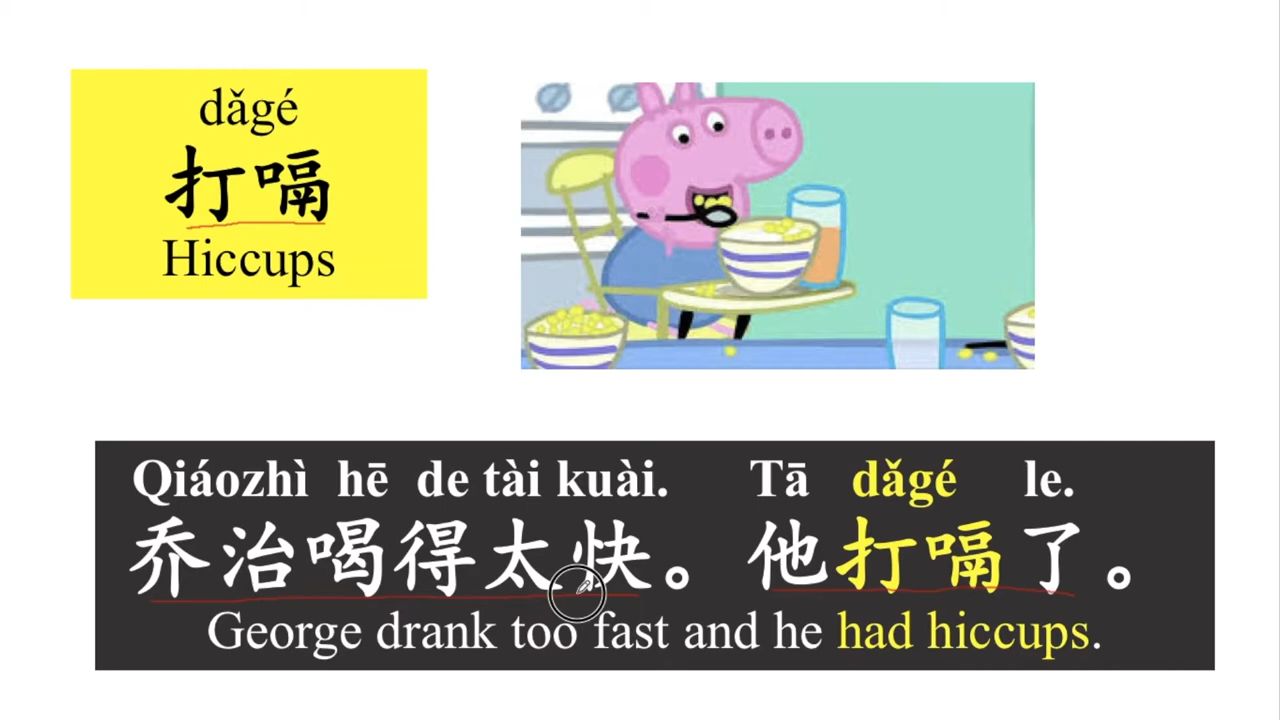 dǎgé
打嗝
Hiccups
Qiáozhì hē de tài kuài. Tā dǎgé le.
乔治喝得太快。他打嗝了。
George drank too fast and he had hiccups.